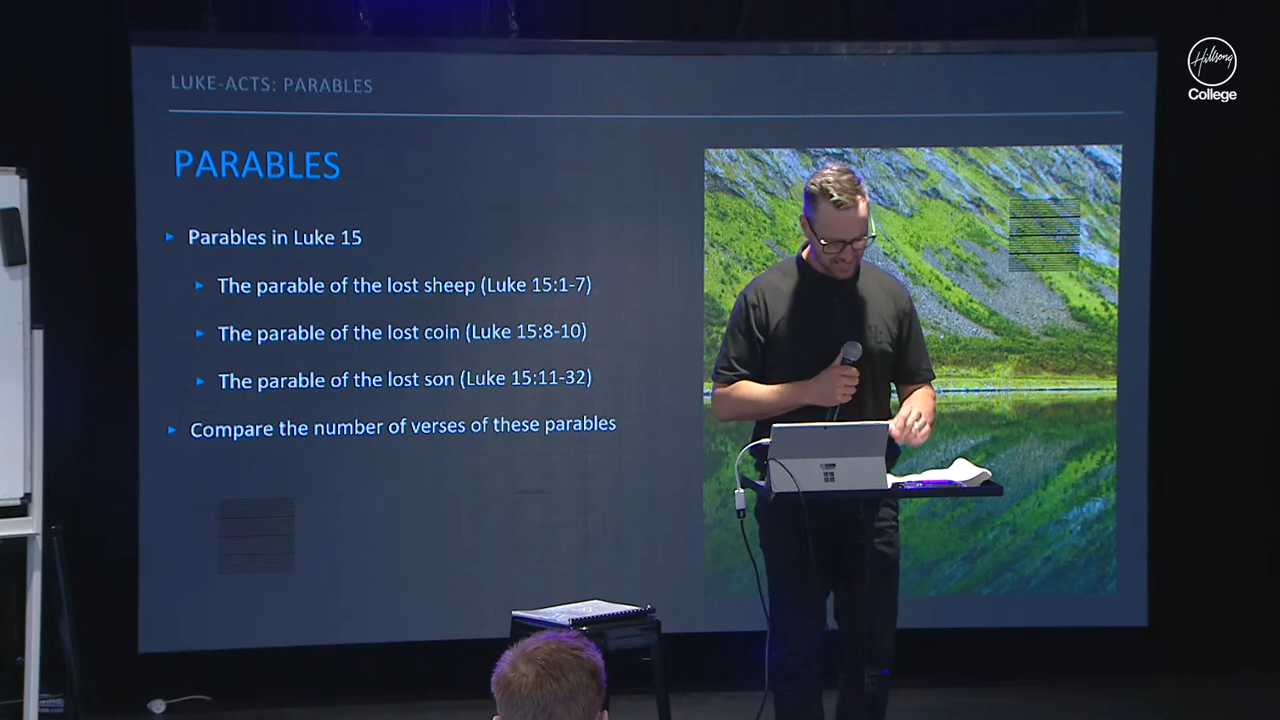 LUKE-ACTS: PARABLES
Hillsong
College
PARABLES
Parables in Luke 15
The parable of the lost sheep (Luke 15:1-7)
The parable of the lost coin (Luke 15:8-10)
The parable of the lost son (Luke 15:11-32)
Compare the number of verses of these parables